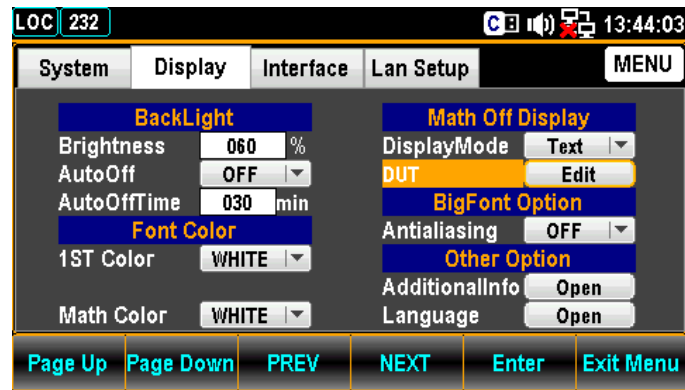 LOC 232 C 13:44:03
System Display Interface Lan Setup MENU
BackLight
Brightness 060 %
AutoOff OFF
AutoOffTime 030 min
Font Color
1ST Color WHITE
Math Color WHITE
Math Off Display
DisplayMode Text
DUT Edit
BigFont Option
Antialiasing OFF
Other Option
AdditionalInfo Open
Language Open
Page Up Page Down PREV NEXT Enter Exit Menu